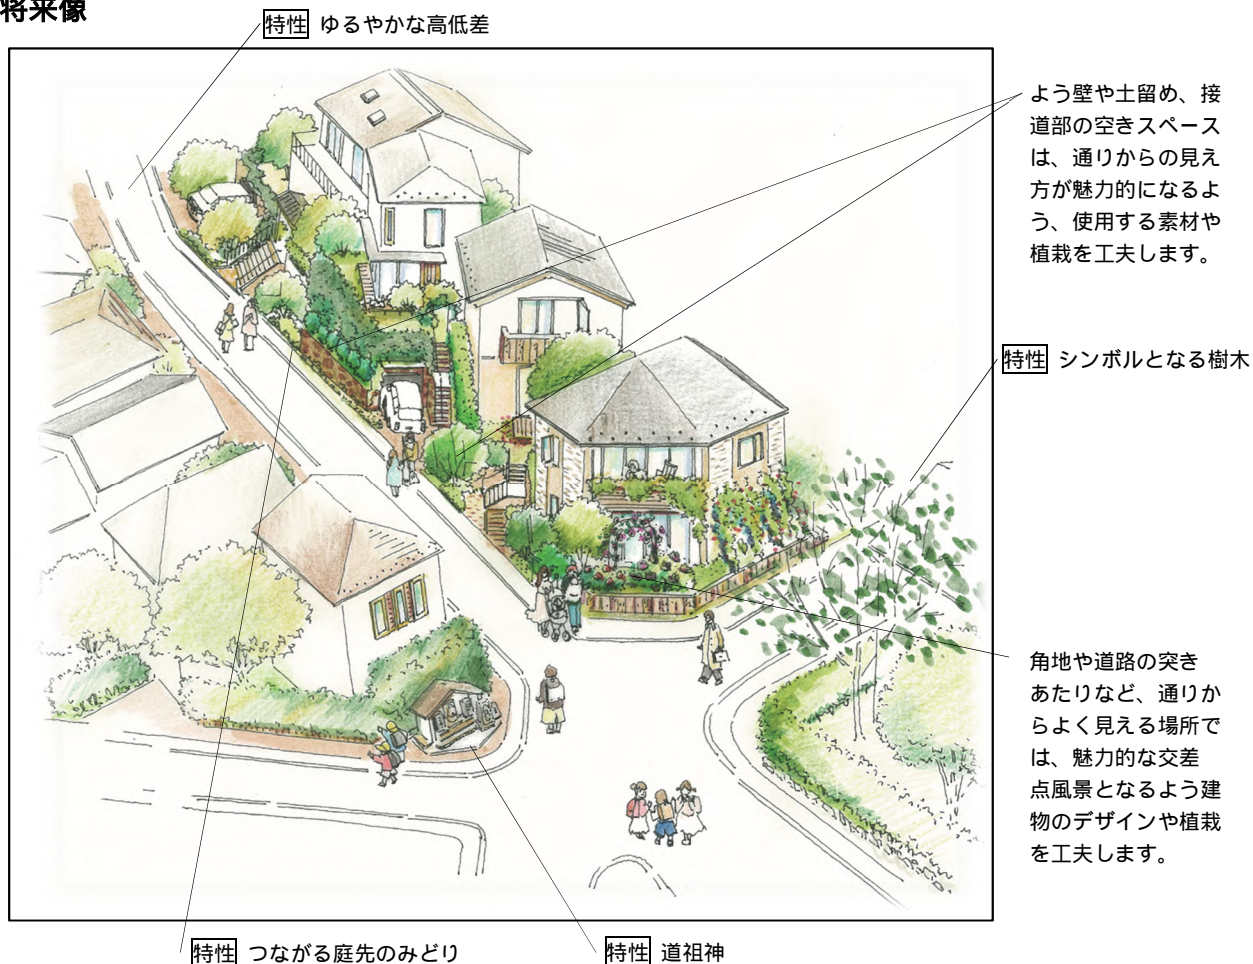 将来像
特性 ゆるやかな高低差
よう壁や土留め、接
道部の空きスペース
は、通りからの見え
方が魅力的になるよ
う、使用する素材や
植栽を工夫します。
特性 シンボルとなる樹木
角地や道路の突き
あたりなど、通りか
らよく見える場所で
は、魅力的な交差
点風景となるよう建
物のデザインや植栽
を工夫します。
特性 つながる庭先のみどり
特性 道祖神